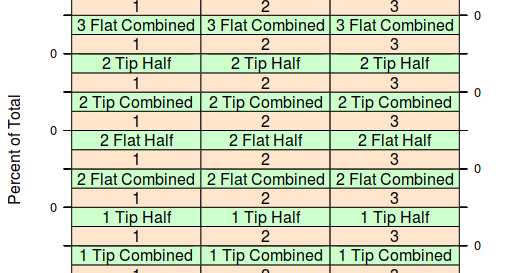 1 2 3
0
3 Flat Combined 3 Flat Combined 3 Flat Combined
1 2 3
0
2 Tip Half 2 Tip Half 2 Tip Half
1 2 3
0
2 Tip Combined 2 Tip Combined 2 Tip Combined
1 2 3
0
2 Flat Half 2 Flat Half 2 Flat Half
1 2 3
0
2 Flat Combined 2 Flat Combined 2 Flat Combined
1 2 3
0
1 Tip Half 1 Tip Half 1 Tip Half
1 2 3
0
1 Tip Combined 1 Tip Combined 1 Tip Combined
Percent of Total